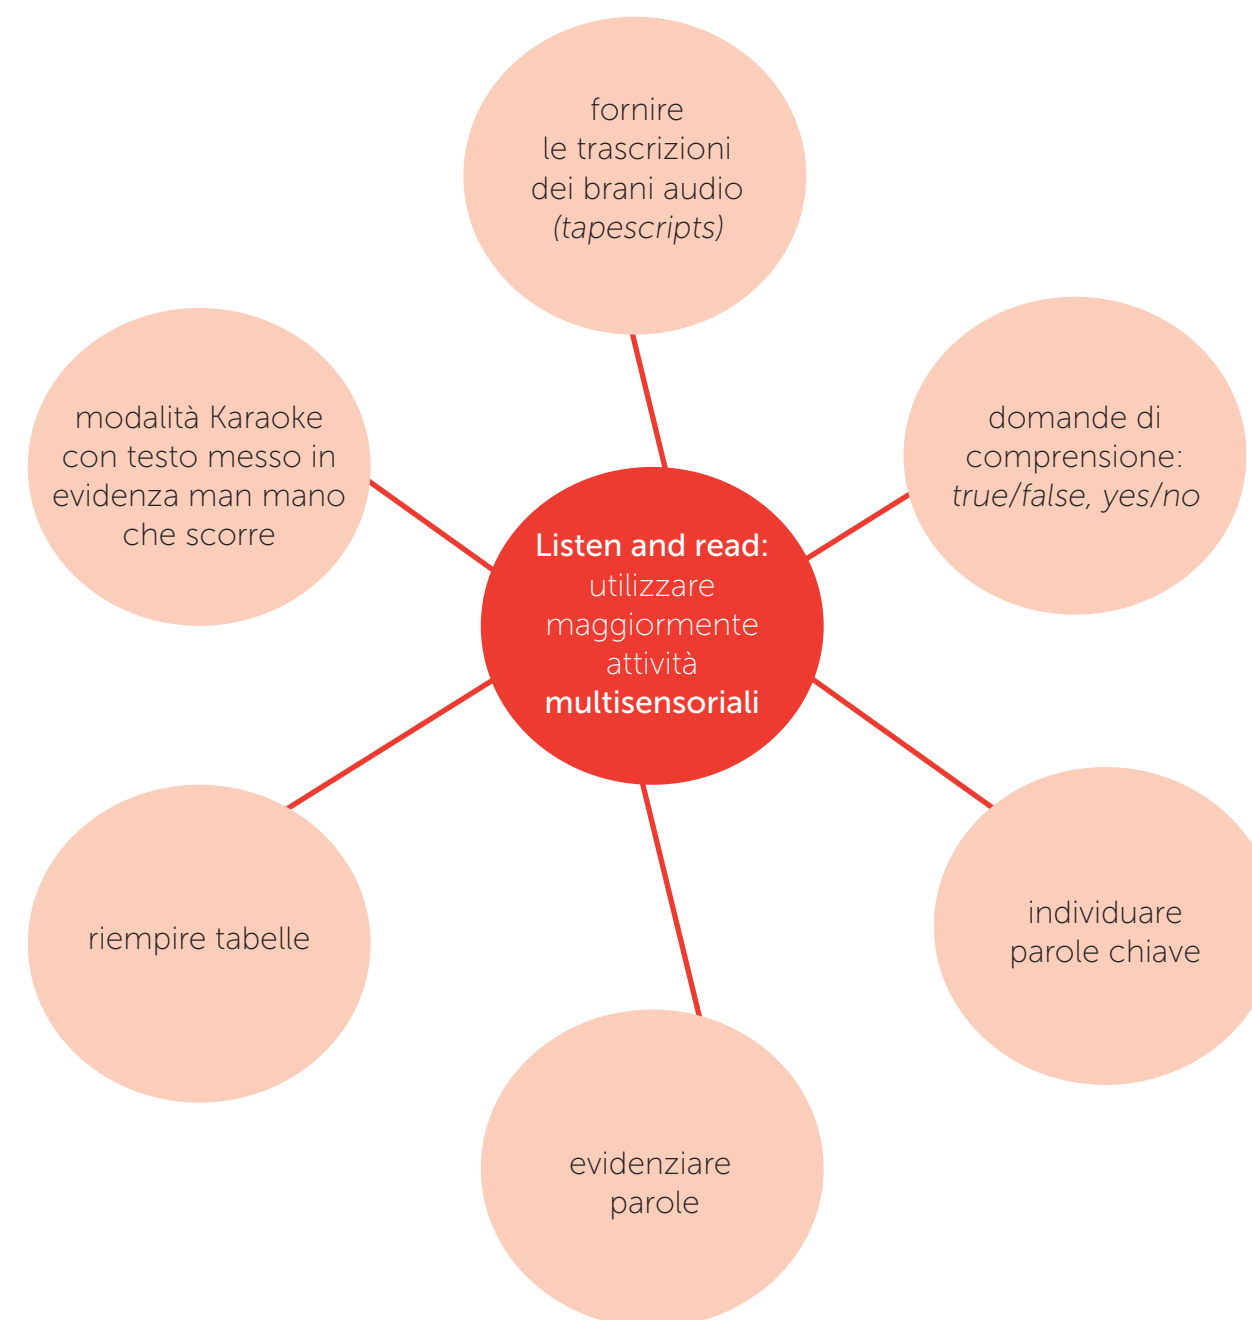 fornire
le trascrizioni
dei brani audio
(tapescripts)
modalità Karaoke
con testo messo in
evidenza man mano
che scorre
domande di
comprensione:
true/false, yes/no
Listen and read:
utilizzare
maggiormente
attività
multisensoriali
riempire tabelle
individuare
parole chiave
evidenziare
parole